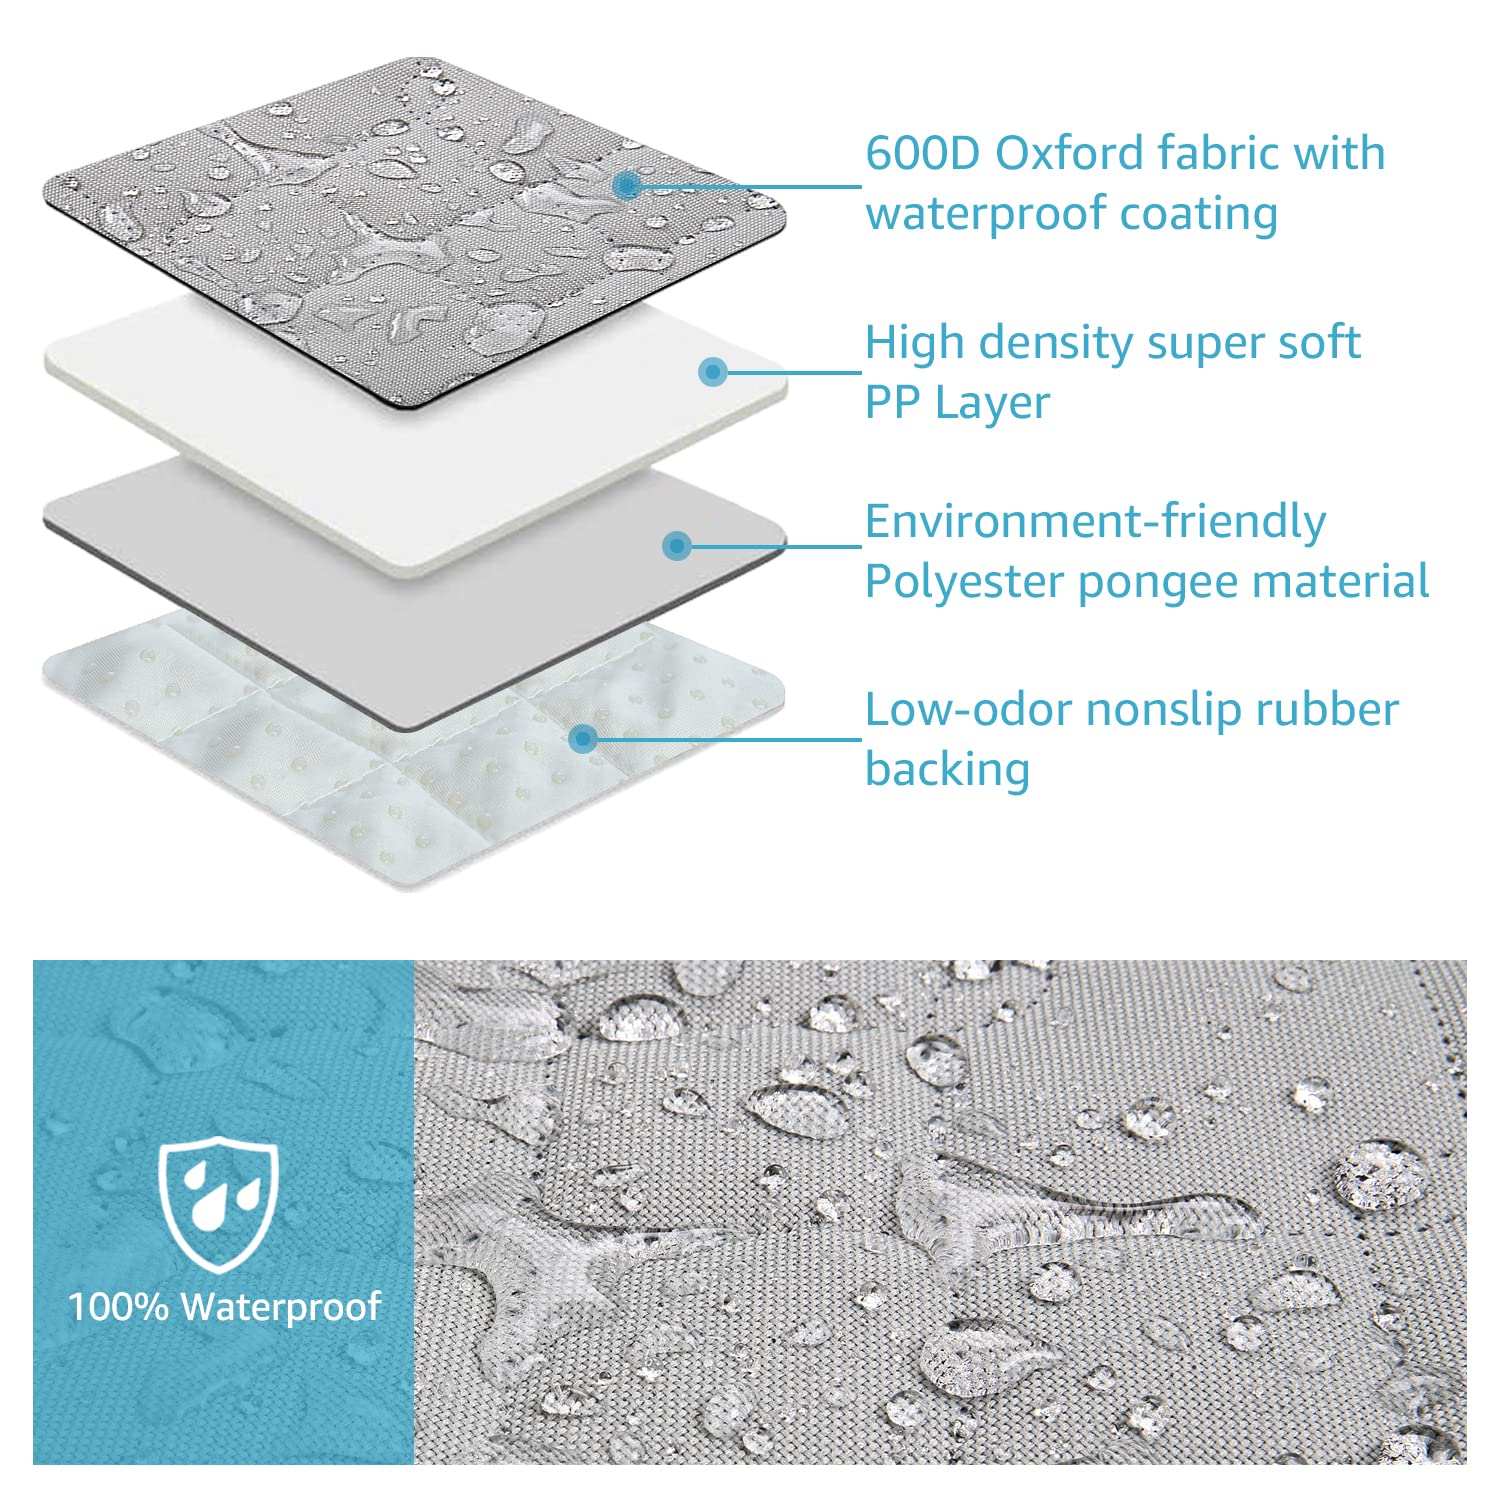 600D Oxford fabric with
waterproof coating
High density super soft
PP Layer
Environment-friendly
Polyester pongee material
Low-odor nonslip rubber
backing
100% Waterproof